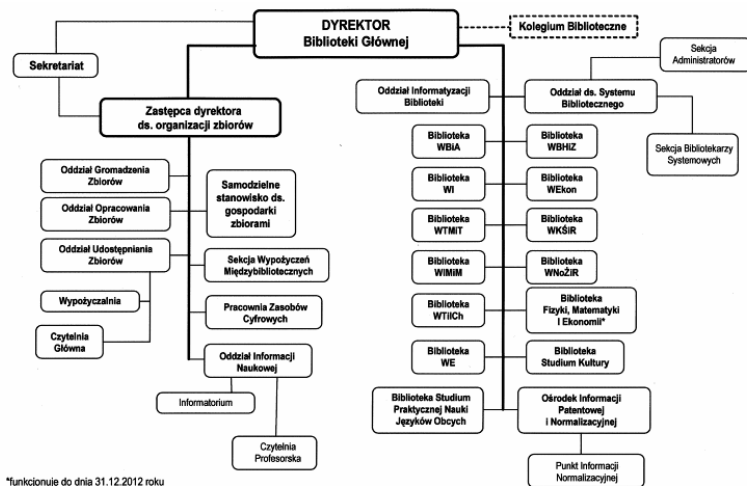 DYREKTOR
Biblioteki Głównej
Kolegium Biblioteczne
Sekretariat
Zastępca dyrektora
ds. organizacji zbiorów
Oddział Gromadzenia
Zbiorów
Oddział Opracowania
Zbiorów
Oddział Udostępniania
Zbiorów
Wypożyczalnia
Czytelnia
Główna
Samodzielne
stanowisko ds.
gospodarki
zbiorami
Sekcja Wypożyczeń
Międzybibliotecznych
Pracownia Zasobów
Cyfrowych
Oddział Informacji
Naukowej
Informatorium
Czytelnia
Profesorska
Oddział Informatyzacji
Biblioteki
Oddział ds. Systemu
Bibliotecznego
Sekcja
Administratorów
Sekcja Bibliotekarzy
Systemowych
Biblioteka
WBiA
Biblioteka
WBHiZ
Biblioteka
WI
Biblioteka
WEkon
Biblioteka
WTMiT
Biblioteka
WKŚiR
Biblioteka
WIMiM
Biblioteka
WNoŻiR
Biblioteka
WTiICh
Biblioteka
Fizyki, Matematyki
I Ekonomii*
Biblioteka
WE
Biblioteka
Studium Kultury
Biblioteka Studium
Praktycznej Nauki
Języków Obcych
Ośrodek Informacji
Patentowej
i Normalizacyjnej
Punkt Informacji
Normalizacyjnej
*funkcjonuje do dnia 31.12.2012 roku